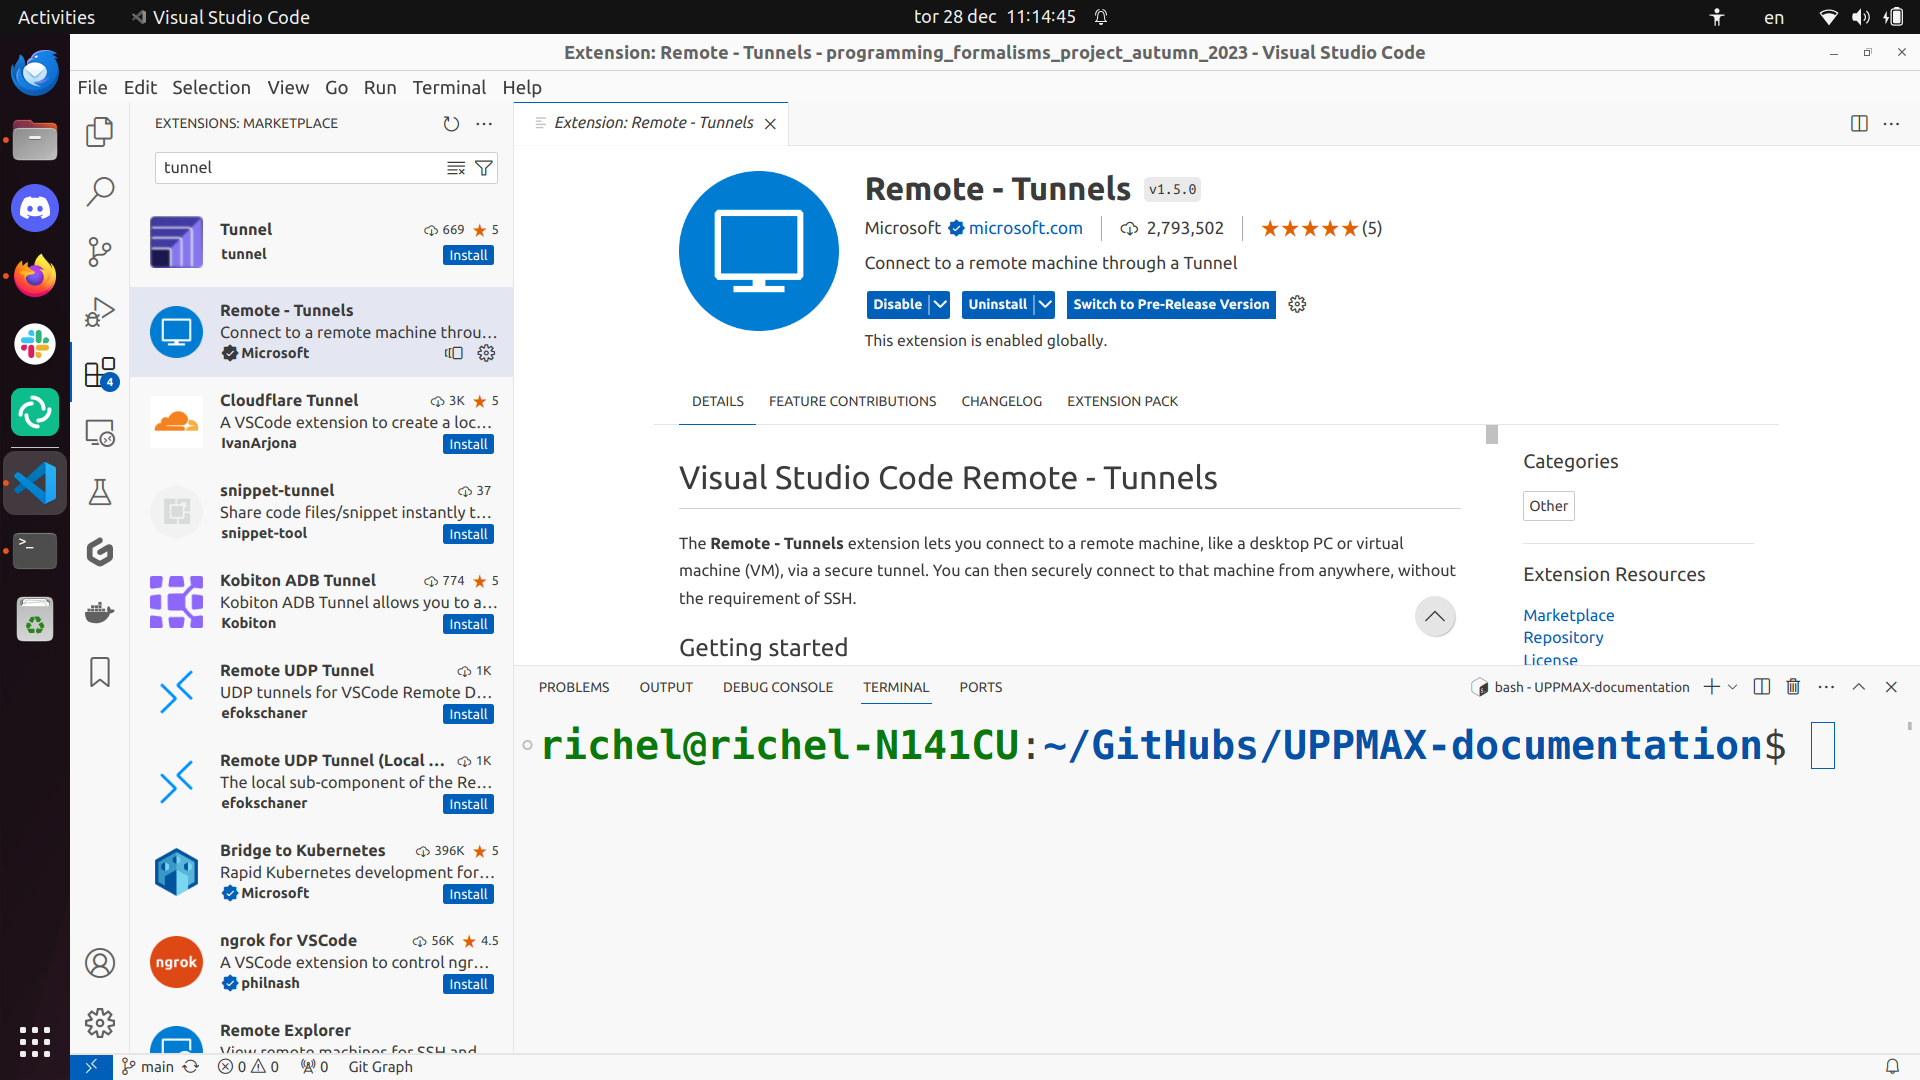 Activities
Visual Studio Code
tor 28 dec 11:14:45
en
Extension: Remote - Tunnels - programming_formalisms_project_autumn_2023 - Visual Studio Code
File Edit Selection View Go Run Terminal Help
EXTENSIONS: MARKETPLACE
tunnel
Tunnel 669 5
tunnel Install
Remote - Tunnels
Connect to a remote machine throu...
Microsoft
Cloudflare Tunnel 3K 5
A VSCode extension to create a loc...
IvanArjona Install
snippet-tunnel 37
Share code files/snippet instantly t...
snippet-tool Install
Kobiton ADB Tunnel 774 5
Kobiton ADB Tunnel allows you to a...
Kobiton Install
Remote UDP Tunnel 1K
UDP tunnels for VSCode Remote D...
efokschaner Install
Remote UDP Tunnel (Local ... 1K
The local sub-component of the Re...
efokschaner Install
Bridge to Kubernetes 396K 5
Rapid Kubernetes development for...
Microsoft Install
ngrok
ngrok for VSCode 56K 4.5
A VSCode extension to control ngr...
philnash Install
Remote Explorer
View remote machines for SSH and
4
Extension: Remote - Tunnels
Remote - Tunnels v1.5.0
Microsoft microsoft.com 2,793,502 (5)
Connect to a remote machine through a Tunnel
Disable Uninstall Switch to Pre-Release Version
This extension is enabled globally.
DETAILS FEATURE CONTRIBUTIONS CHANGELOG EXTENSION PACK
Visual Studio Code Remote - Tunnels
The Remote - Tunnels extension lets you connect to a remote machine, like a desktop PC or virtual
machine (VM), via a secure tunnel. You can then securely connect to that machine from anywhere, without
the requirement of SSH.
Getting started
Categories
Other
Extension Resources
Marketplace
Repository
License
PROBLEMS OUTPUT DEBUG CONSOLE TERMINAL PORTS
bash - UPPMAX-documentation
richel@richel-N141CU:~/GitHubs/UPPMAX-documentation$
main 0 0 0 Git Graph